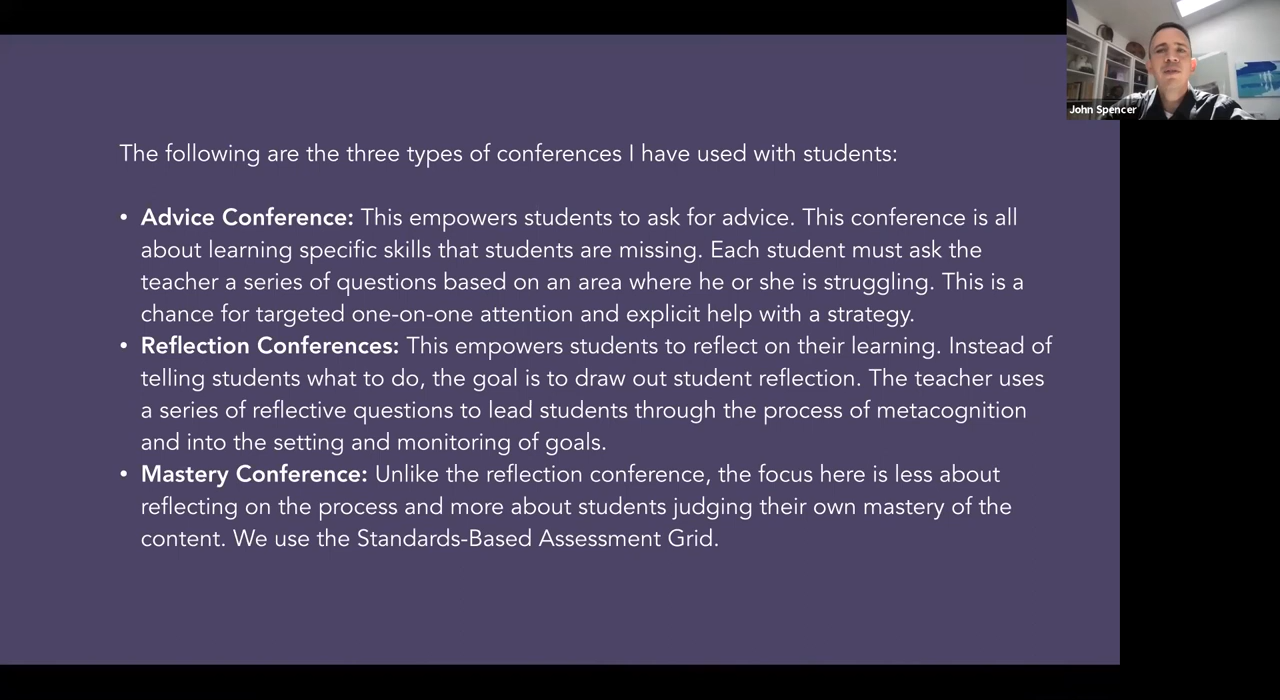 John Spencer
The following are the three types of conferences I have used with students:
• Advice Conference: This empowers students to ask for advice. This conference is all
about learning specific skills that students are missing. Each student must ask the
teacher a series of questions based on an area where he or she is struggling. This is a
chance for targeted one-on-one attention and explicit help with a strategy.
• Reflection Conferences: This empowers students to reflect on their learning. Instead of
telling students what to do, the goal is to draw out student reflection. The teacher uses
a series of reflective questions to lead students through the process of metacognition
and into the setting and monitoring of goals.
• Mastery Conference: Unlike the reflection conference, the focus here is less about
reflecting on the process and more about students judging their own mastery of the
content. We use the Standards-Based Assessment Grid.